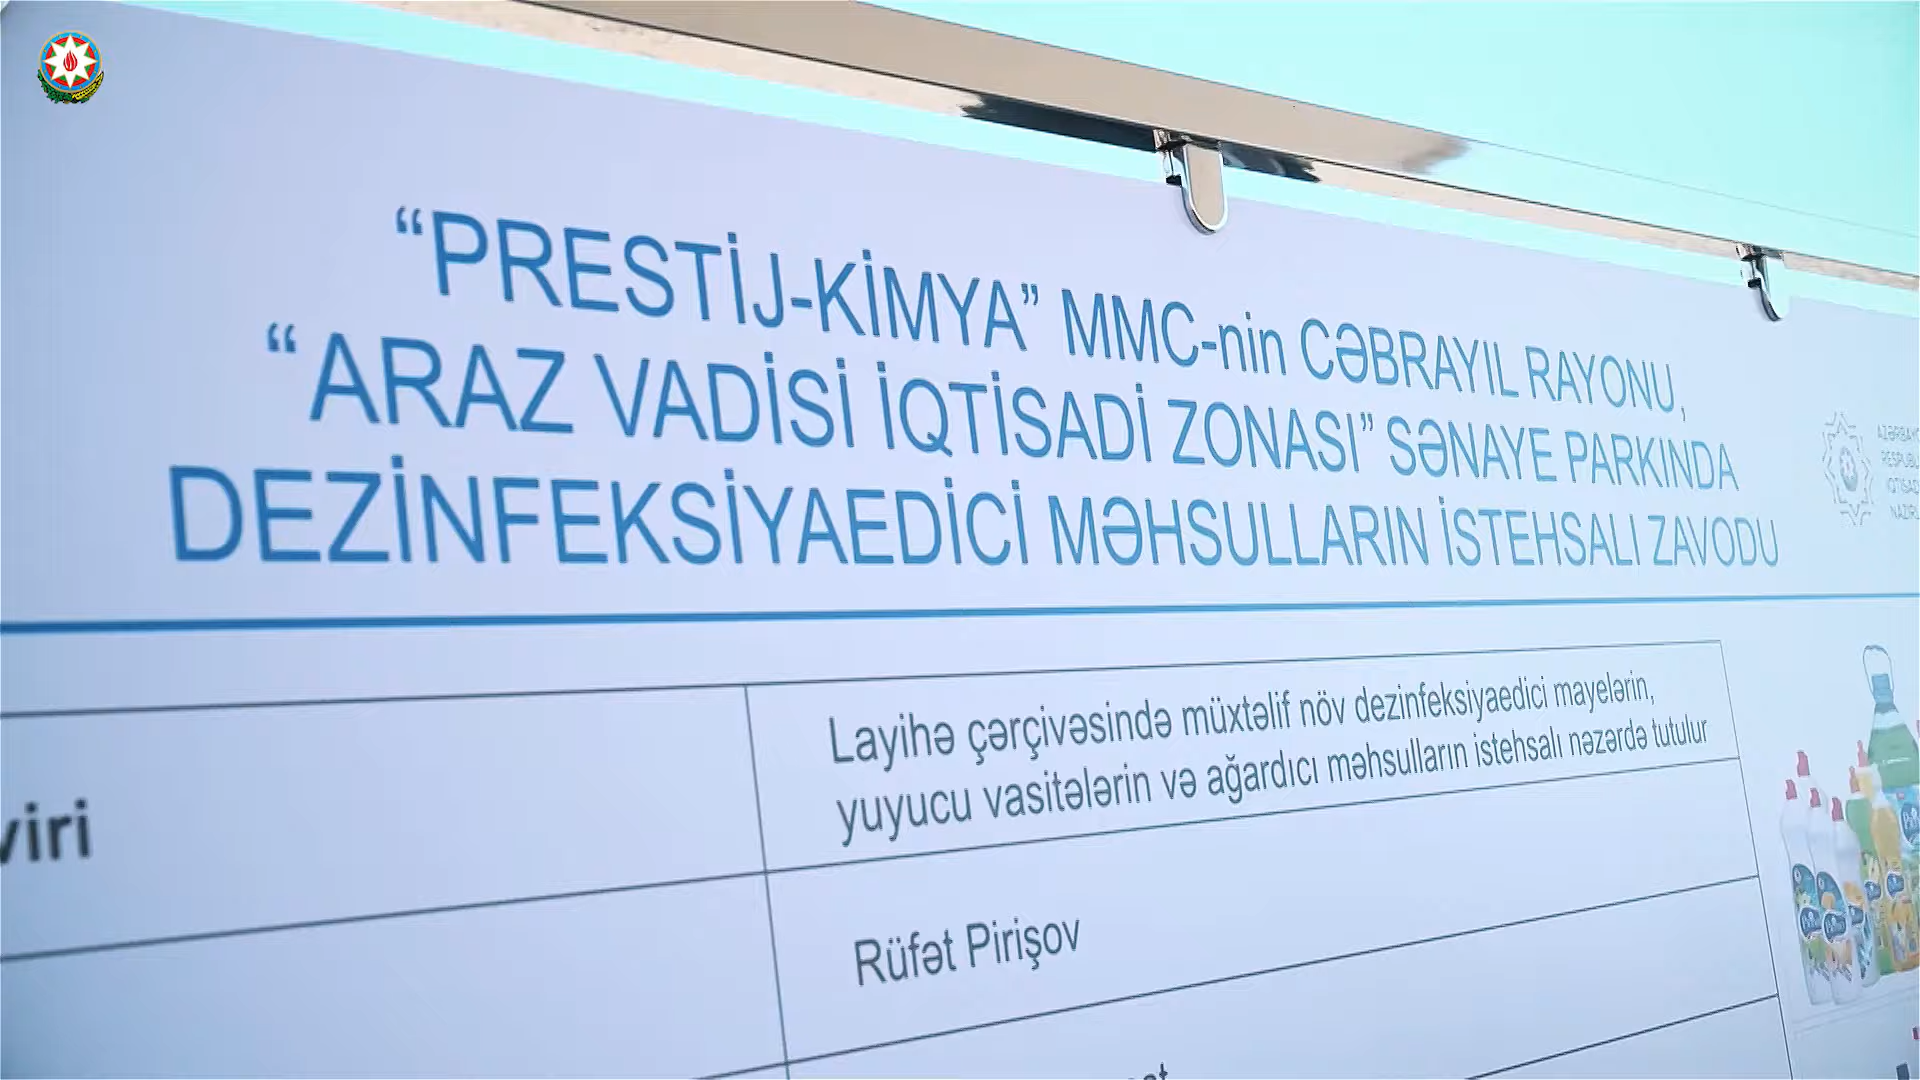 “PRESTİJ-KİMYA” MMC-nin CƏBRAYIL RAYONU,
“ARAZ VADİSİ İQTİSADİ ZONASI” SƏNAYE PARKINDA
DEZİNFEKSİYAEDİCİ MƏHSULLARIN İSTEHSALI ZAVODU
Layihə çərçivəsində müxtəlif növ dezinfeksiyaedici mayelərin,
yuyucu vasitələrin və ağardıcı məhsulların istehsalı nəzərdə tutulur
Rüfət Pirişov